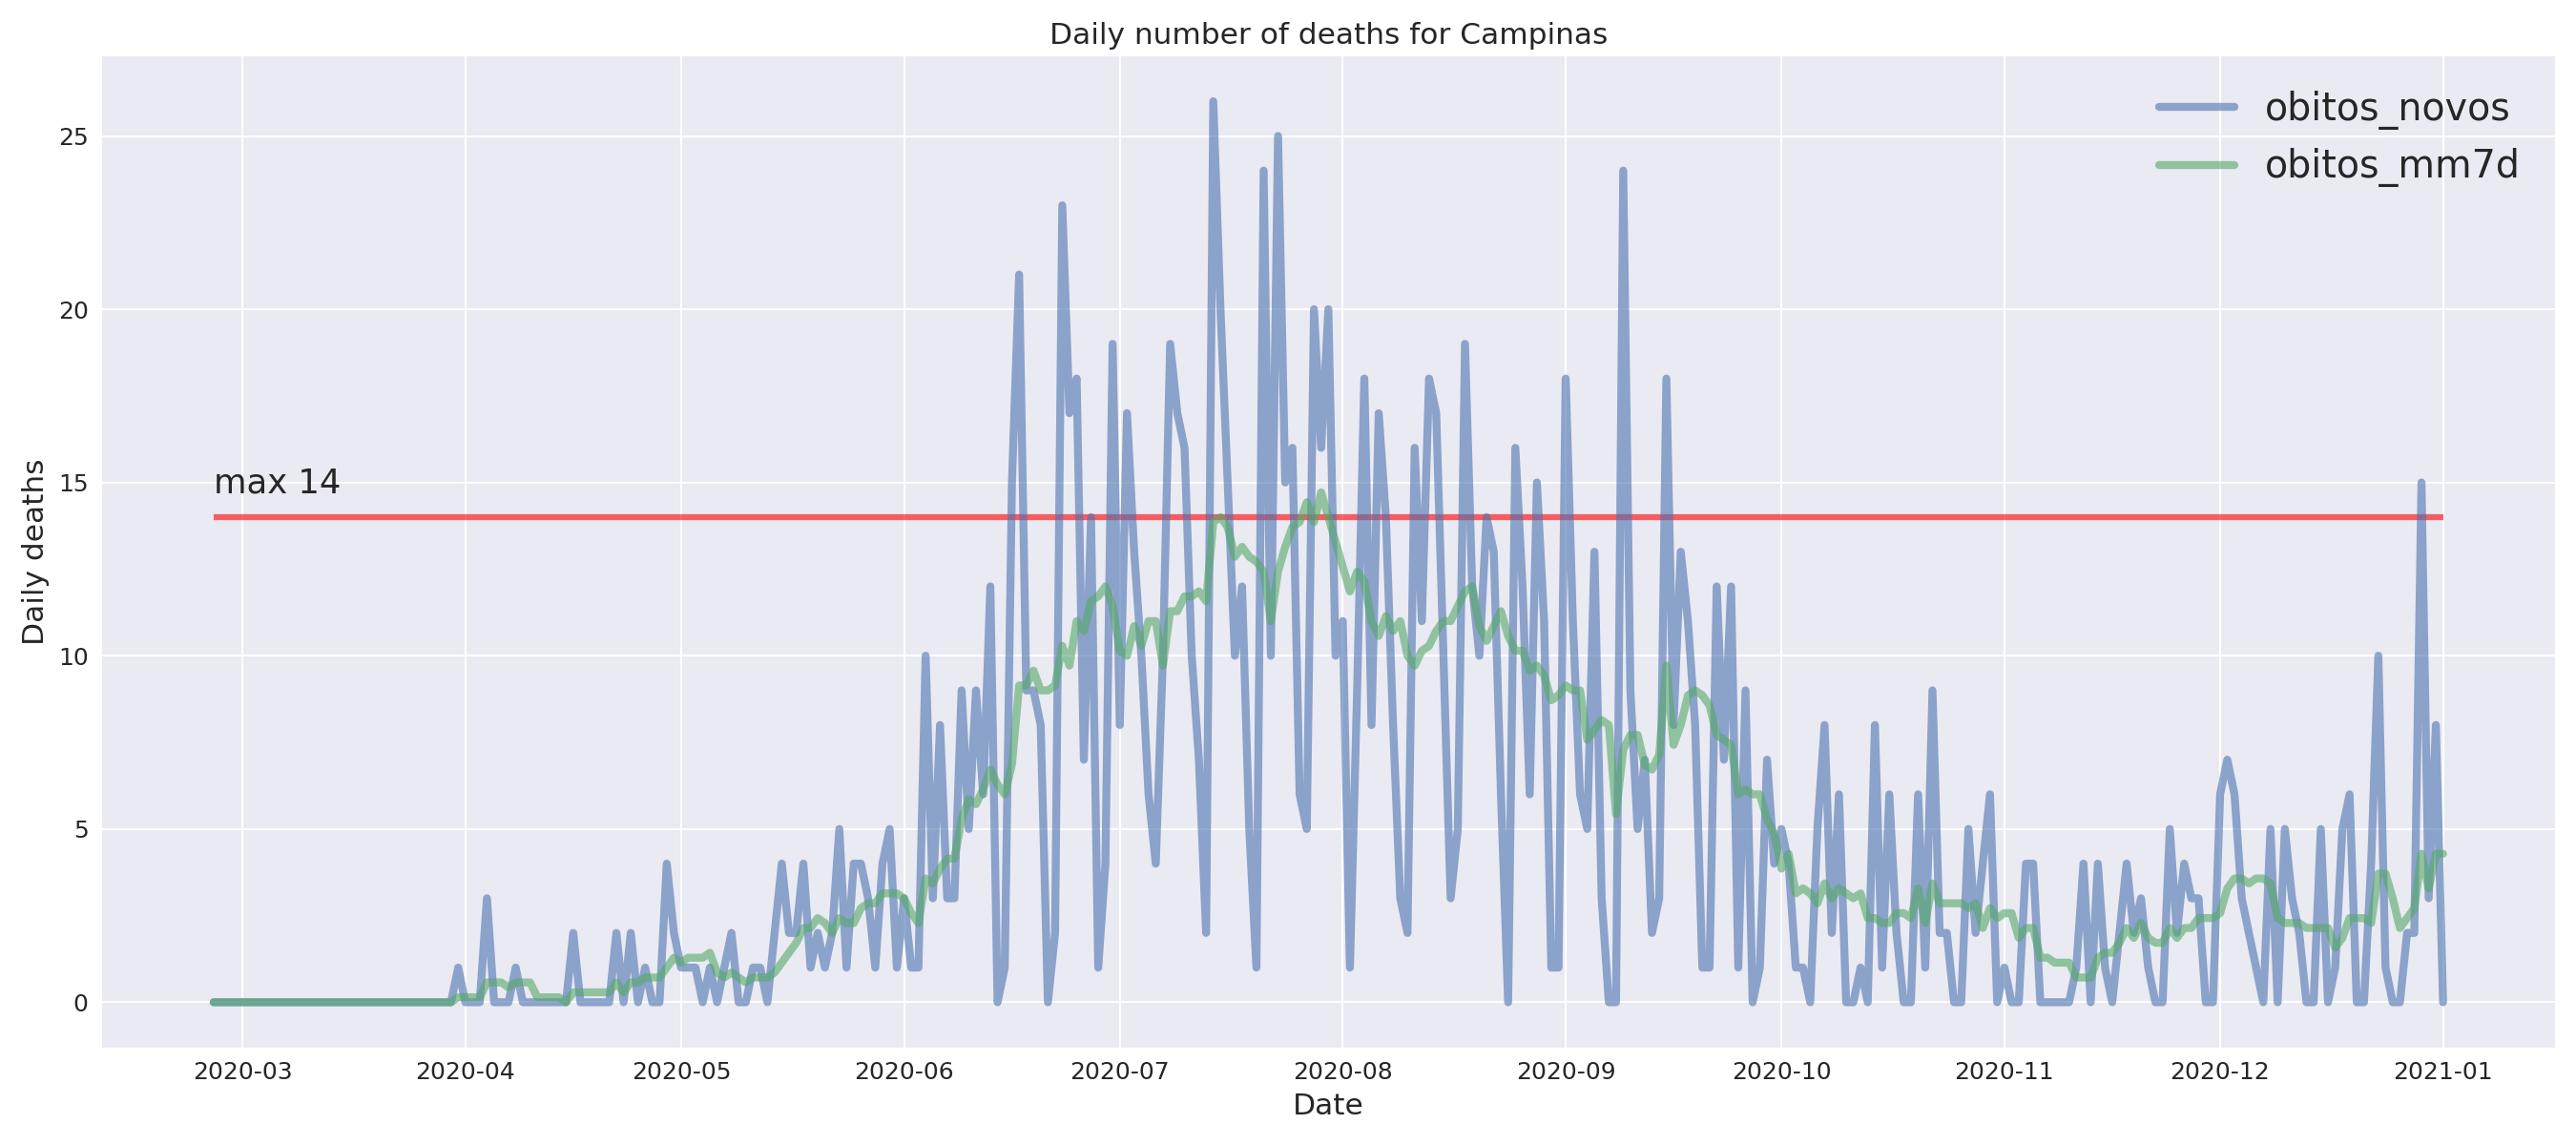 Daily number of deaths for Campinas
obitos_novos
obitos_mm7d
max 14
Daily deaths
25
20
15
10
5
0
2020-03 2020-04 2020-05 2020-06 2020-07 2020-08 2020-09 2020-10 2020-11 2020-12 2021-01
Date